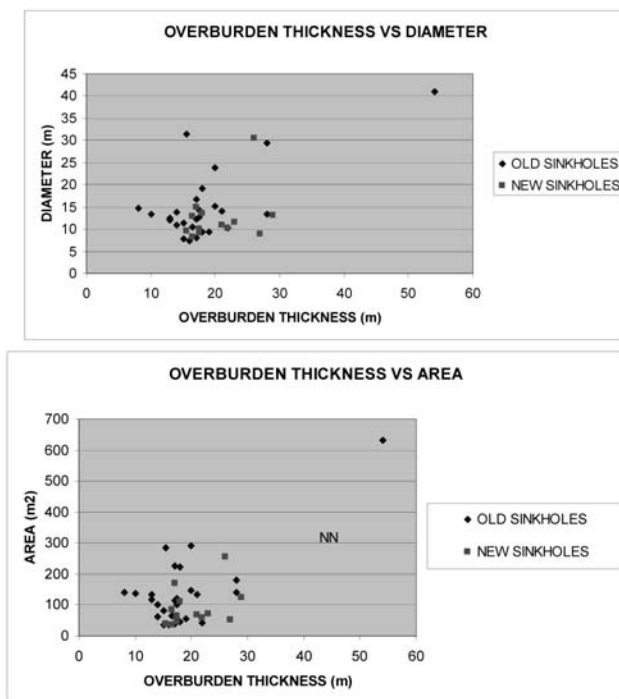 OVERBURDEN THICKNESS VS DIAMETER
45
40
35
30
25
20
15
10
5
0
DIAMETER (m)
0 10 20 30 40 50 60
OVERBURDEN THICKNESS (m)
OLD SINKHOLES
NEW SINKHOLES
OVERBURDEN THICKNESS VS AREA
700
600
500
400
300
200
100
0
AREA (m2)
NN
0 10 20 30 40 50 60
OVERBURDEN THICKNESS (m)
OLD SINKHOLES
NEW SINKHOLES